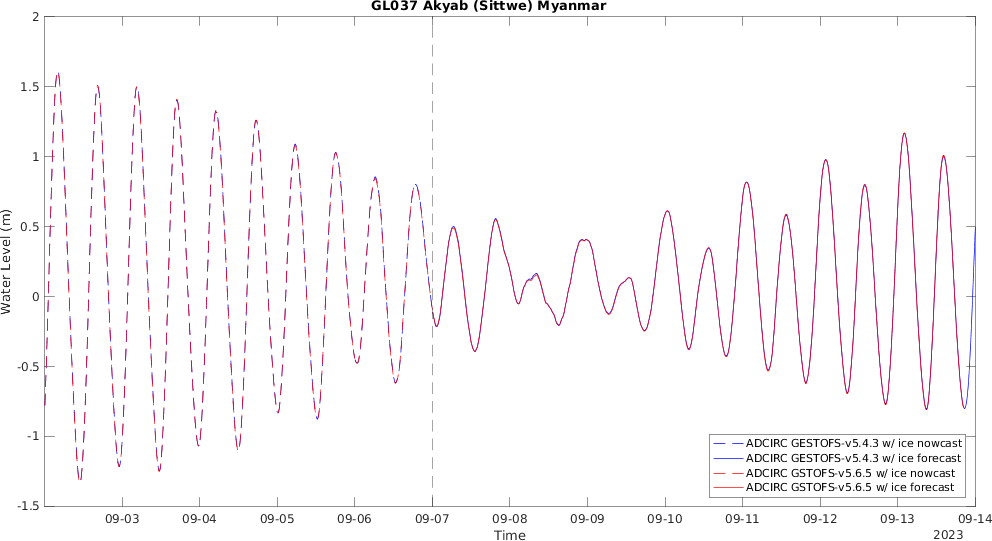 GL037 Akyab (Sittwe) Myanmar
2
1.5
1
0.5
0
-0.5
-1
-1.5
Water Level (m)
ADCIRC GESTOFS-v5.4.3 w/ ice nowcast
ADCIRC GESTOFS-v5.4.3 w/ ice forecast
ADCIRC GSTOFS-v5.6.5 w/ ice nowcast
ADCIRC GSTOFS-v5.6.5 w/ ice forecast
09-03 09-04 09-05 09-06 09-07 09-08 09-09 09-10 09-11 09-12 09-13 09-14
Time
2023